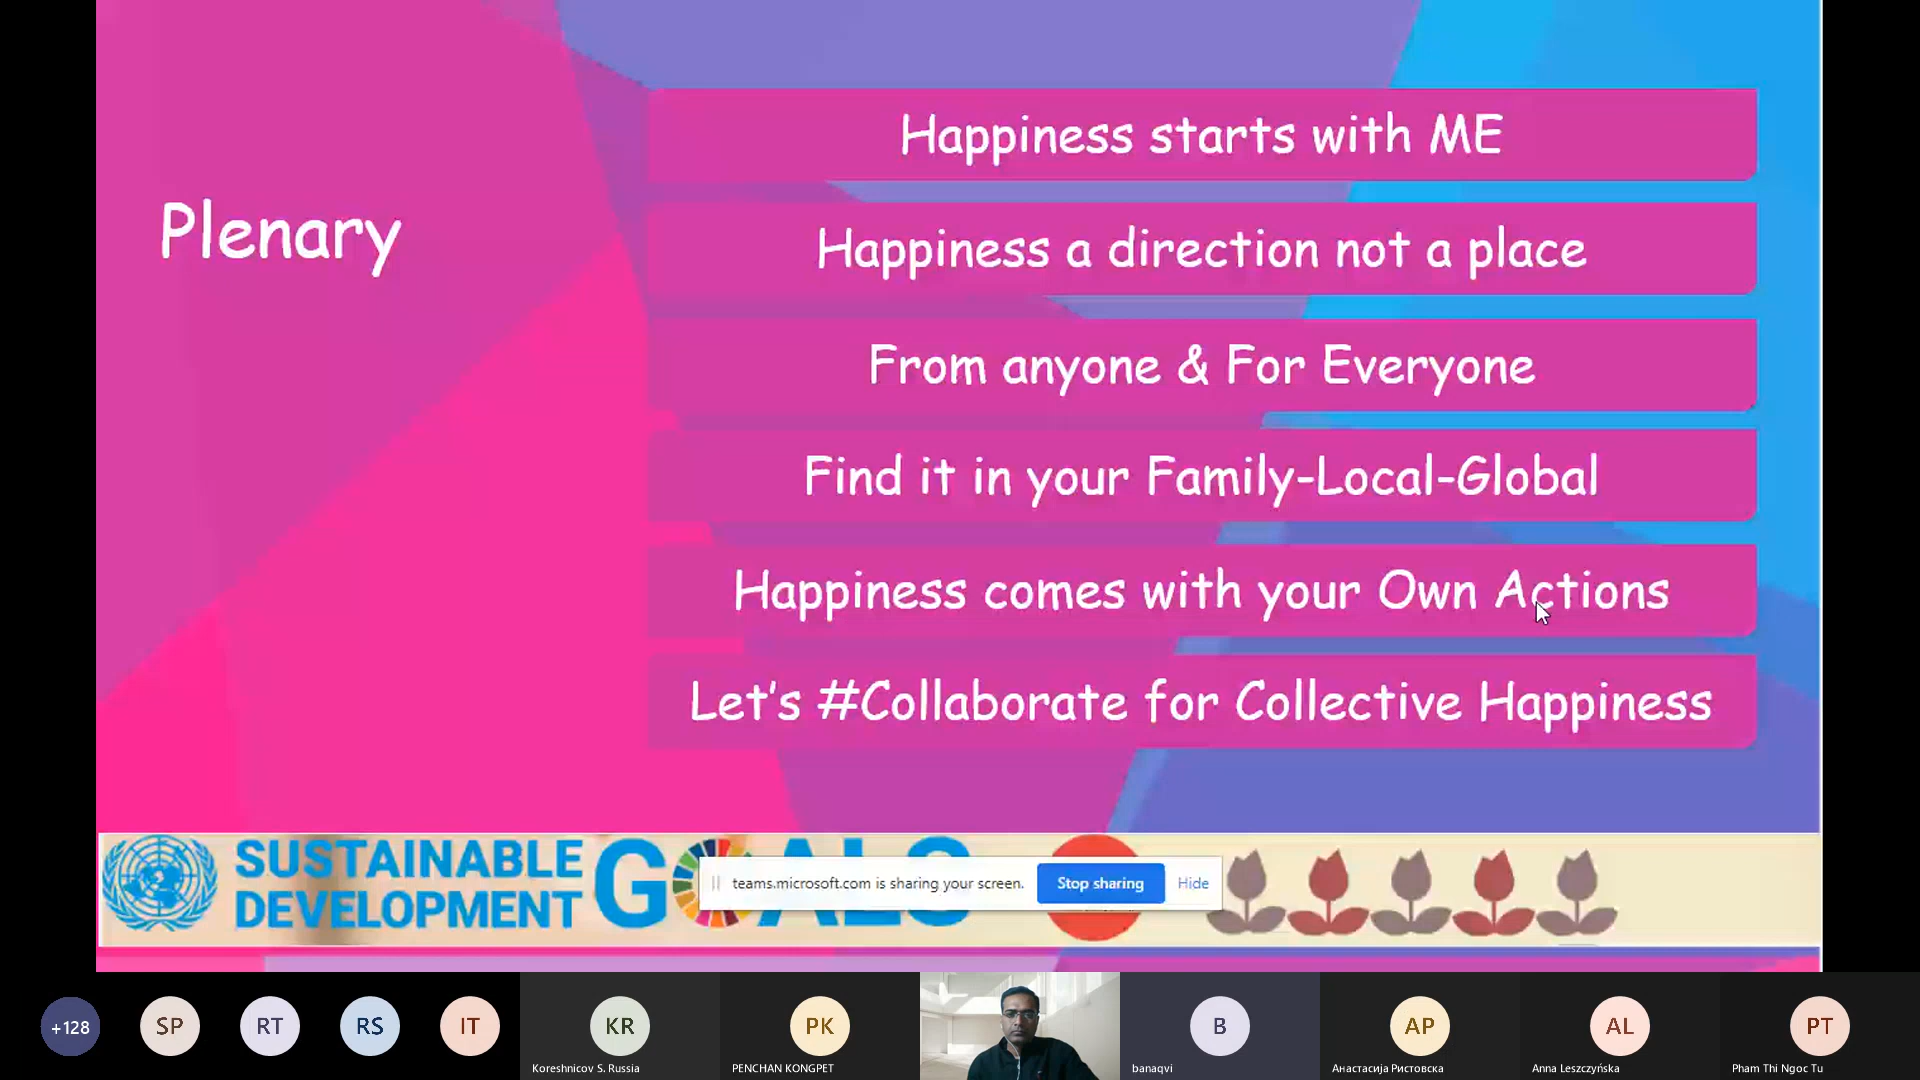 Happiness starts with ME
Plenary
Happiness a direction not a place
From anyone & For Everyone
Find it in your Family-Local-Global
Happiness comes with your Own Actions
Let's #Collaborate for Collective Happiness
SUSTAINABLE
DEVELOPMENT
GOALS
teams.microsoft.com is sharing your screen.
Stop sharing
Hide
+128
SP
RT
RS
IT
KR
Koreshnicov S. Russia
PK
PENCHAN KONGPET
B
banaqvi
AP
Анастасија Ристовска
AL
Anna Leszczyńska
PT
Pham Thi Ngoc Tu